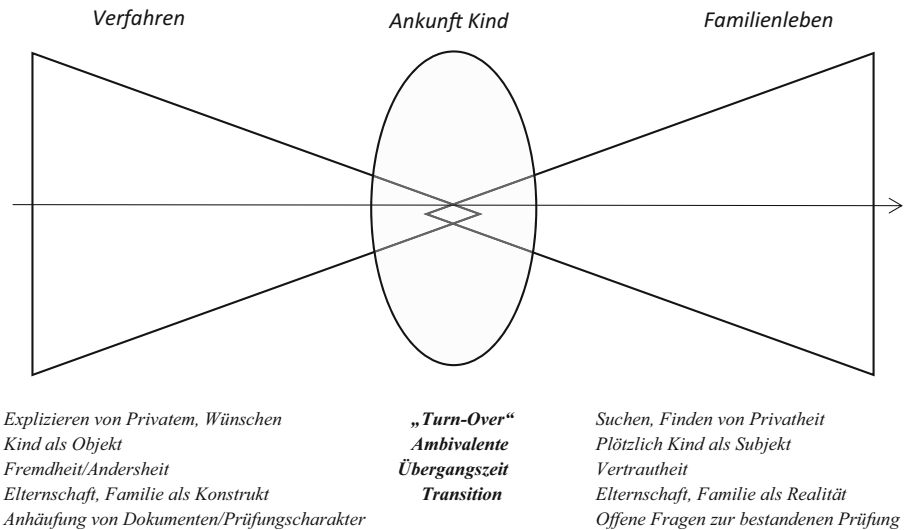 Verfahren Ankunft Kind Familienleben
Explizieren von Privatem, Wünschen „Turn-Over“ Suchen, Finden von Privatheit
Kind als Objekt Ambivalente Plötzlich Kind als Subjekt
Fremdheit/Andersheit Übergangszeit Vertrautheit
Elternschaft, Familie als Konstrukt Transition Elternschaft, Familie als Realität
Anhäufung von Dokumenten/Prüfungscharakter Offene Fragen zur bestandenen Prüfung